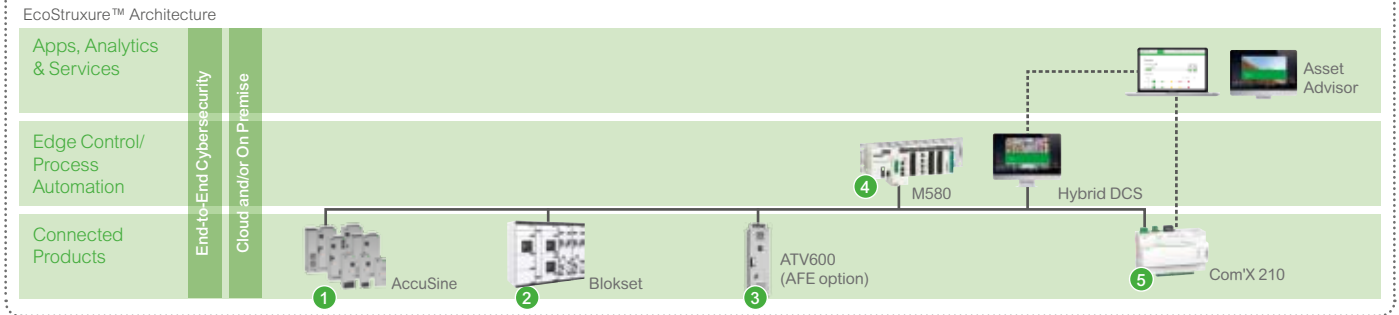 EcoStruxure™ Architecture
Apps, Analytics
& Services
End-to-End Cybersecurity
Cloud and/or On Premise
Asset
Advisor
Edge Control/
Process
Automation
4
M580
Hybrid DCS
Connected
Products
1
AccuSine
2
Blokset
3
ATV600
(AFE option)
5
Com'X 210